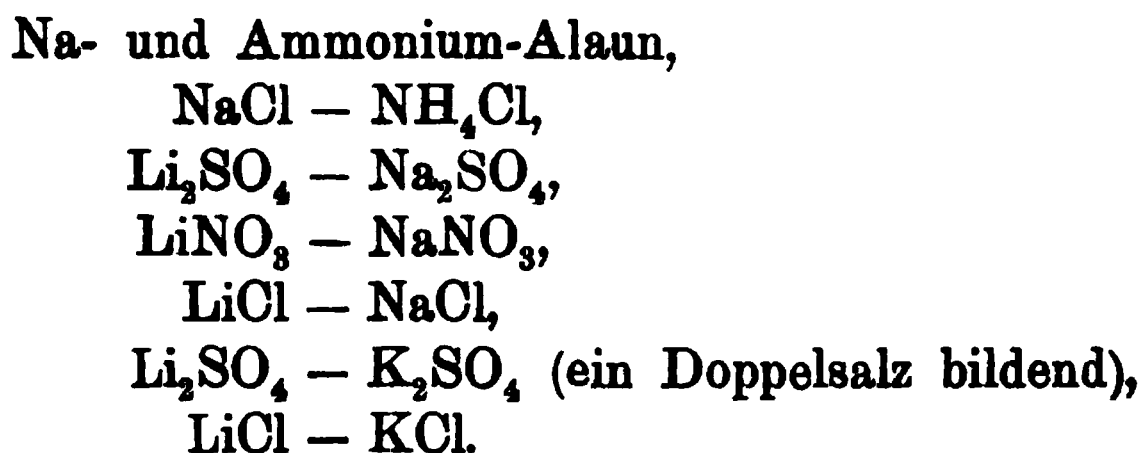 Na- und Ammonium-Alaun,
NaCl — NH₄Cl,
Li₂SO₄ — Na₂SO₄,
LiNO₃ — NaNO₃,
LiCl — NaCl,
Li₂SO₄ — K₂SO₄ (ein Doppelsalz bildend),
LiCl — KCl.